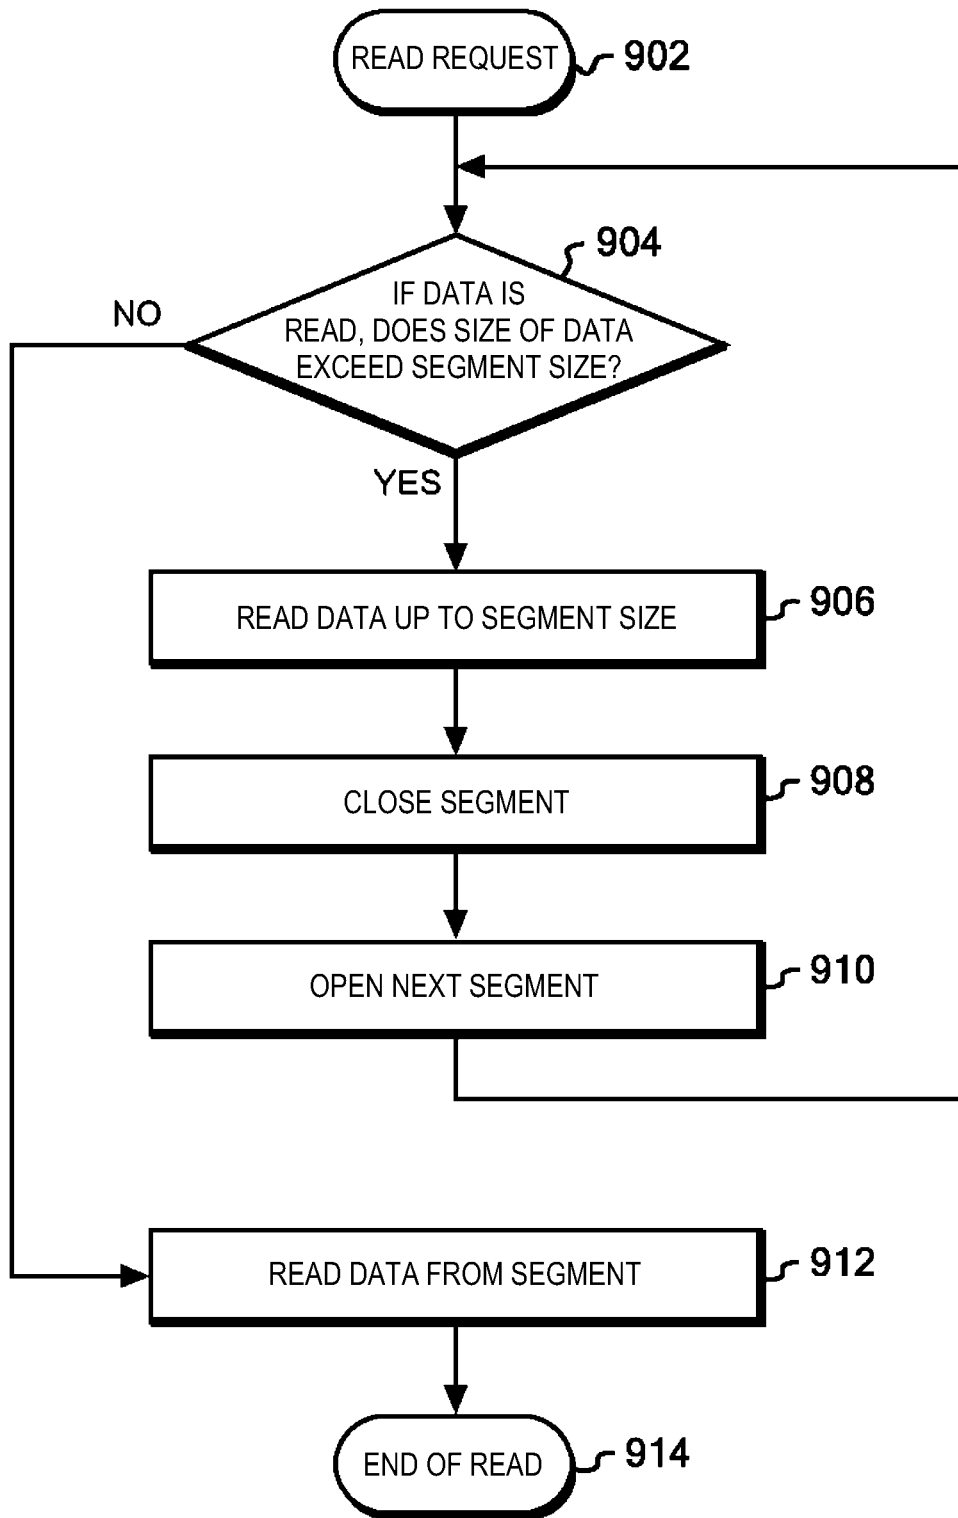 READ REQUEST
902
904
IF DATA IS
READ, DOES SIZE OF DATA
EXCEED SEGMENT SIZE?
NO
YES
READ DATA UP TO SEGMENT SIZE
906
CLOSE SEGMENT
908
OPEN NEXT SEGMENT
910
READ DATA FROM SEGMENT
912
END OF READ
914